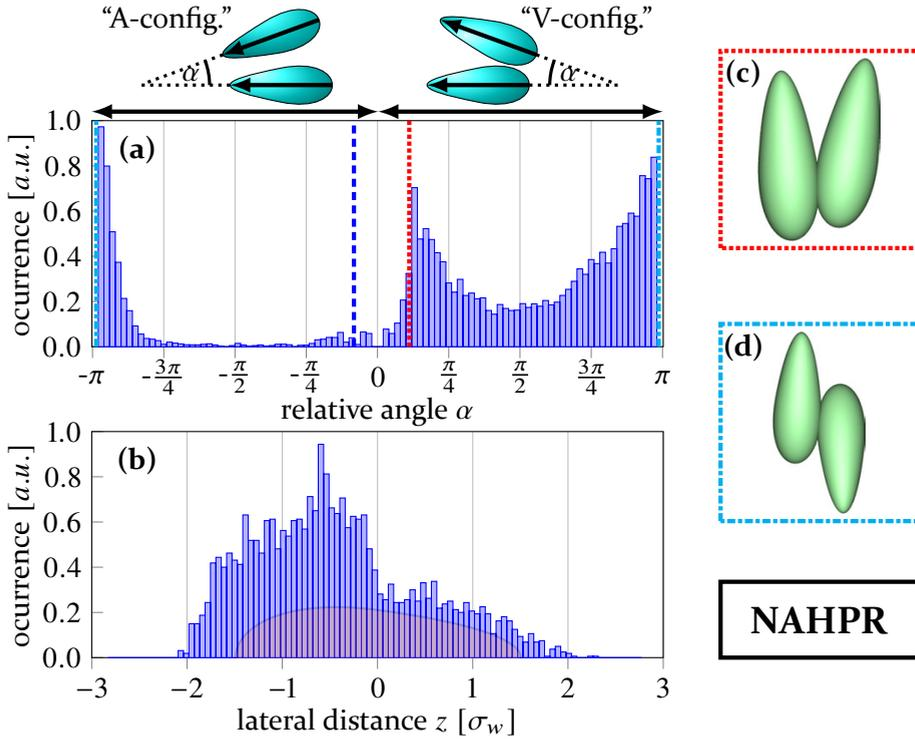 “A-config.”
“V-config.”
α
α
(a)
ocurrence [a.u.]
1.0
0.8
0.6
0.4
0.2
0.0
-π
-3π/4
-π/2
-π/4
0
π/4
π/2
3π/4
π
relative angle α
(b)
ocurrence [a.u.]
1.0
0.8
0.6
0.4
0.2
0.0
−3
−2
−1
0
1
2
3
lateral distance z [σw]
(c)
(d)
NAHPR